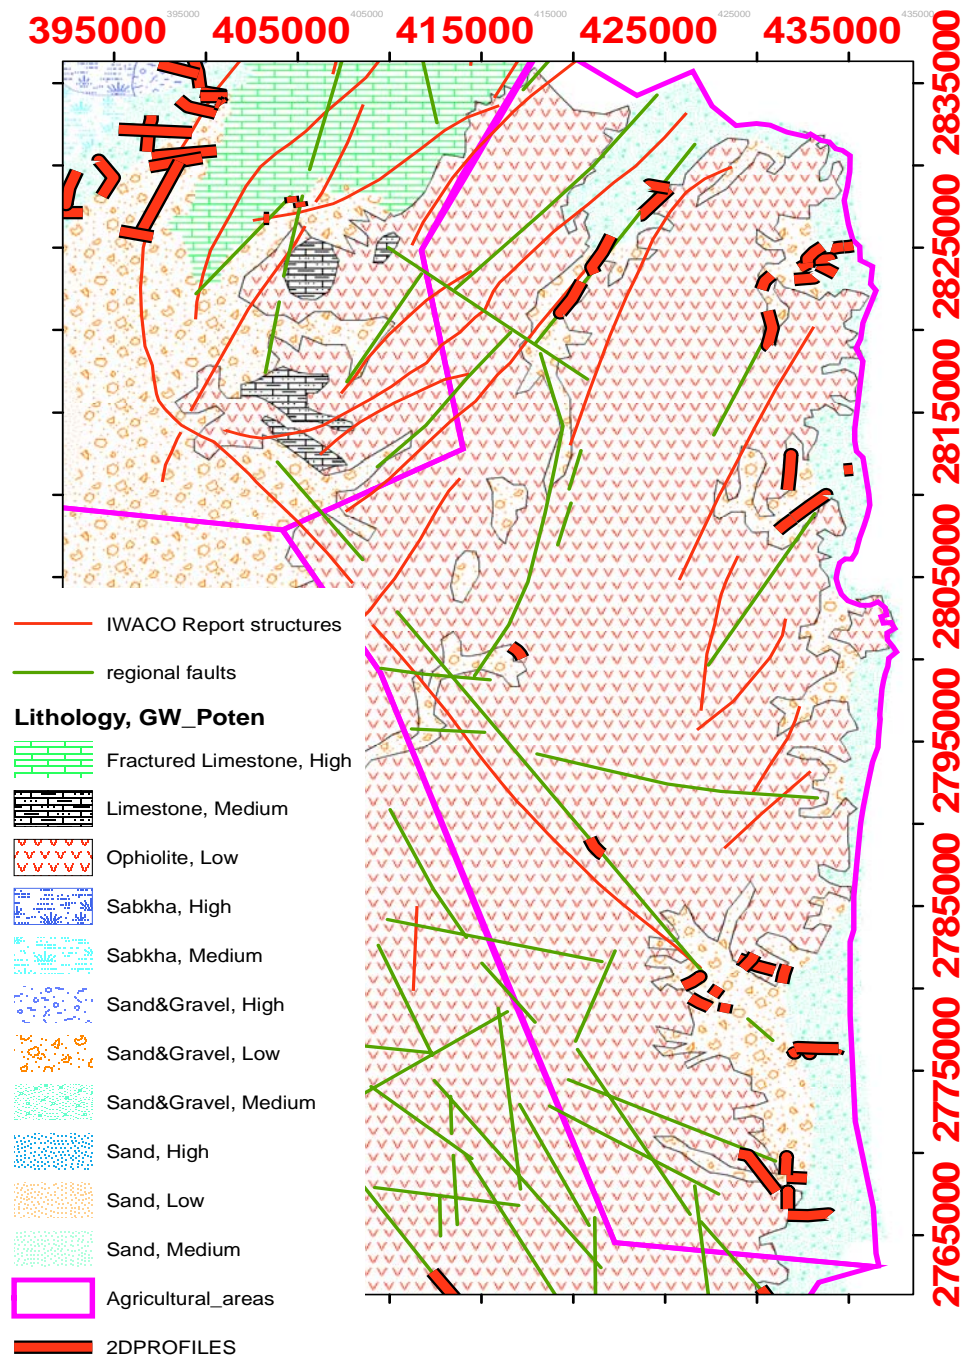 395000 405000 415000 425000 435000
395000 405000 415000 425000 435000
2835000
2825000
2815000
2805000
2795000
2785000
2775000
2765000
IWACO Report structures
regional faults
Lithology, GW_Poten
Fractured Limestone, High
Limestone, Medium
Ophiolite, Low
Sabkha, High
Sabkha, Medium
Sand&Gravel, High
Sand&Gravel, Low
Sand&Gravel, Medium
Sand, High
Sand, Low
Sand, Medium
Agricultural_areas
2DPROFILES